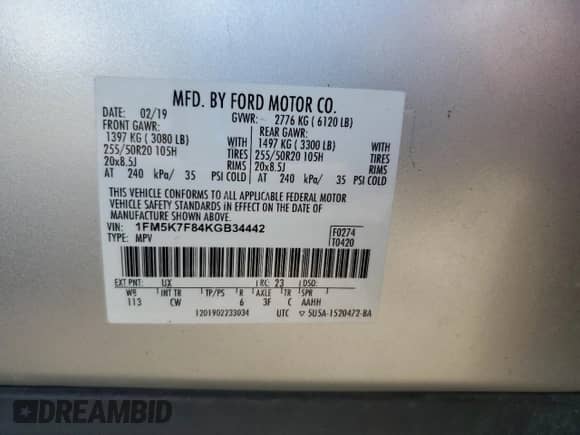 MFD. BY FORD MOTOR CO.
DATE: 02/19 GVWR: 2776 KG ( 6120 LB)
FRONT GAWR: REAR GAWR:
1397 KG ( 3080 LB) WITH 1497 KG ( 3300 LB) WITH
255/50R20 105H TIRES 255/50R20 105H TIRES
20x8.5J RIMS 20x8.5J RIMS
AT 240 kPa/ 35 PSI COLD AT 240 kPa/ 35 PSI COLD
THIS VEHICLE CONFORMS TO ALL APPLICABLE FEDERAL MOTOR
VEHICLE SAFETY STANDARDS IN EFFECT ON THE DATE OF
MANUFACTURE SHOWN ABOVE.
VIN: 1FM5K7F84KGB34442 F0274
TYPE: MPV T0420
EXT PNT: UX RC: 23 DSO:
WB INT TR TP/PS R AXLE TR SPR
113 CW 6 3F C AAHH
1201902233034 UTC ▽ 5U5A-1520472-BA
DREAMBID